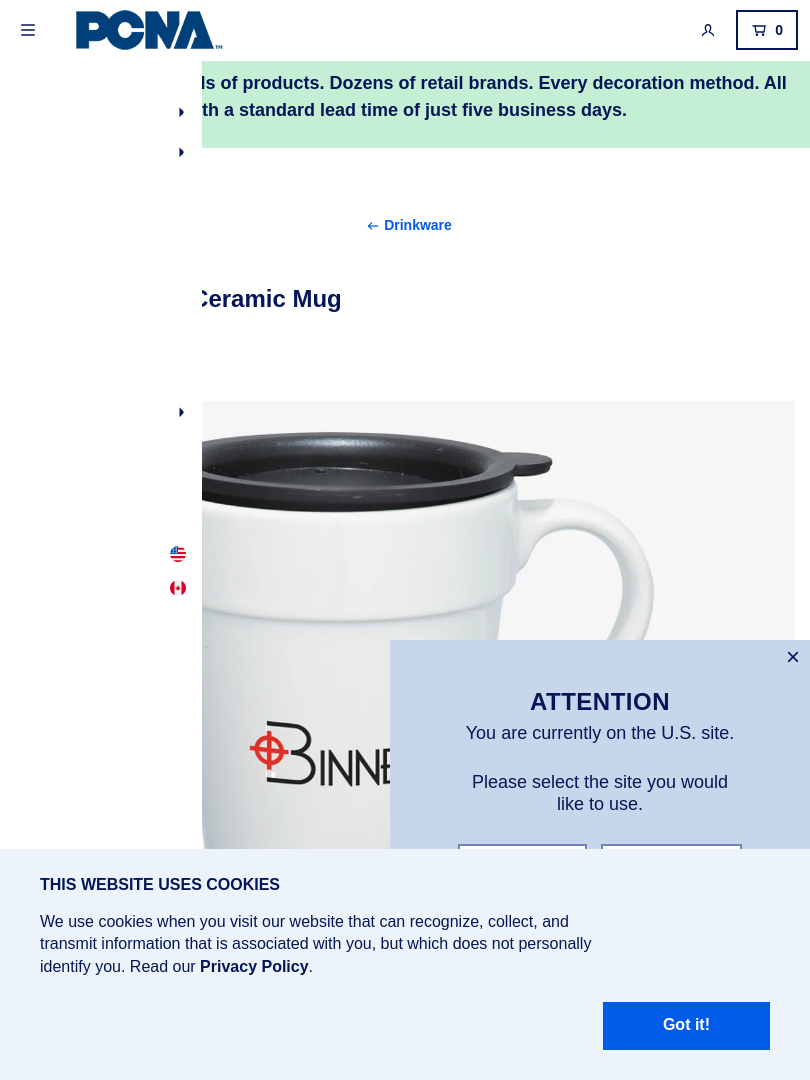 PCNA™
0
ls of products. Dozens of retail brands. Every decoration method. All
th a standard lead time of just five business days.
← Drinkware
Ceramic Mug
ATTENTION
You are currently on the U.S. site.
Please select the site you would
like to use.
THIS WEBSITE USES COOKIES
We use cookies when you visit our website that can recognize, collect, and
transmit information that is associated with you, but which does not personally
identify you. Read our Privacy Policy.
Got it!